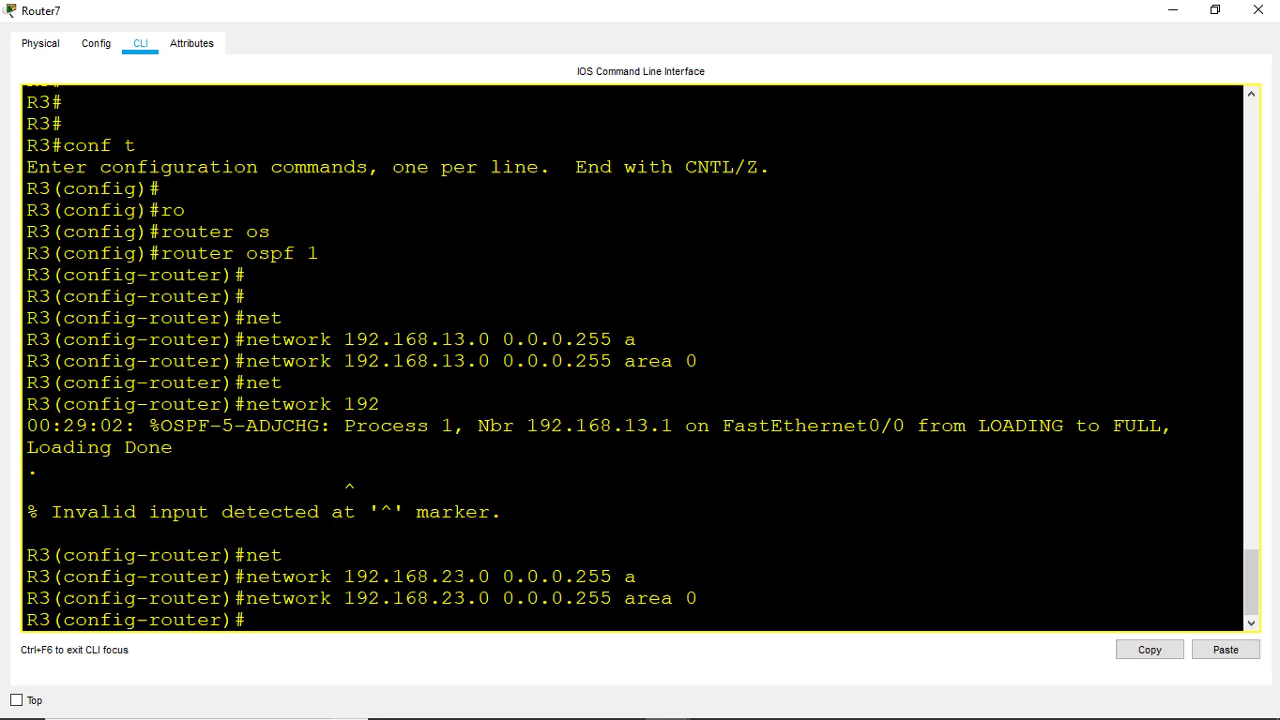 Router7
Physical Config CLI Attributes
IOS Command Line Interface
R3#
R3#
R3#
R3#conf t
Enter configuration commands, one per line.  End with CNTL/Z.
R3(config)#
R3(config)#ro
R3(config)#router os
R3(config)#router ospf 1
R3(config-router)#
R3(config-router)#
R3(config-router)#net
R3(config-router)#network 192.168.13.0 0.0.0.255 a
R3(config-router)#network 192.168.13.0 0.0.0.255 area 0
R3(config-router)#net
R3(config-router)#network 192
00:29:02: %OSPF-5-ADJCHG: Process 1, Nbr 192.168.13.1 on FastEthernet0/0 from LOADING to FULL,
Loading Done
.
^
% Invalid input detected at '^' marker.
R3(config-router)#net
R3(config-router)#network 192.168.23.0 0.0.0.255 a
R3(config-router)#network 192.168.23.0 0.0.0.255 area 0
R3(config-router)#
Ctrl+F6 to exit CLI focus
Copy Paste
Top